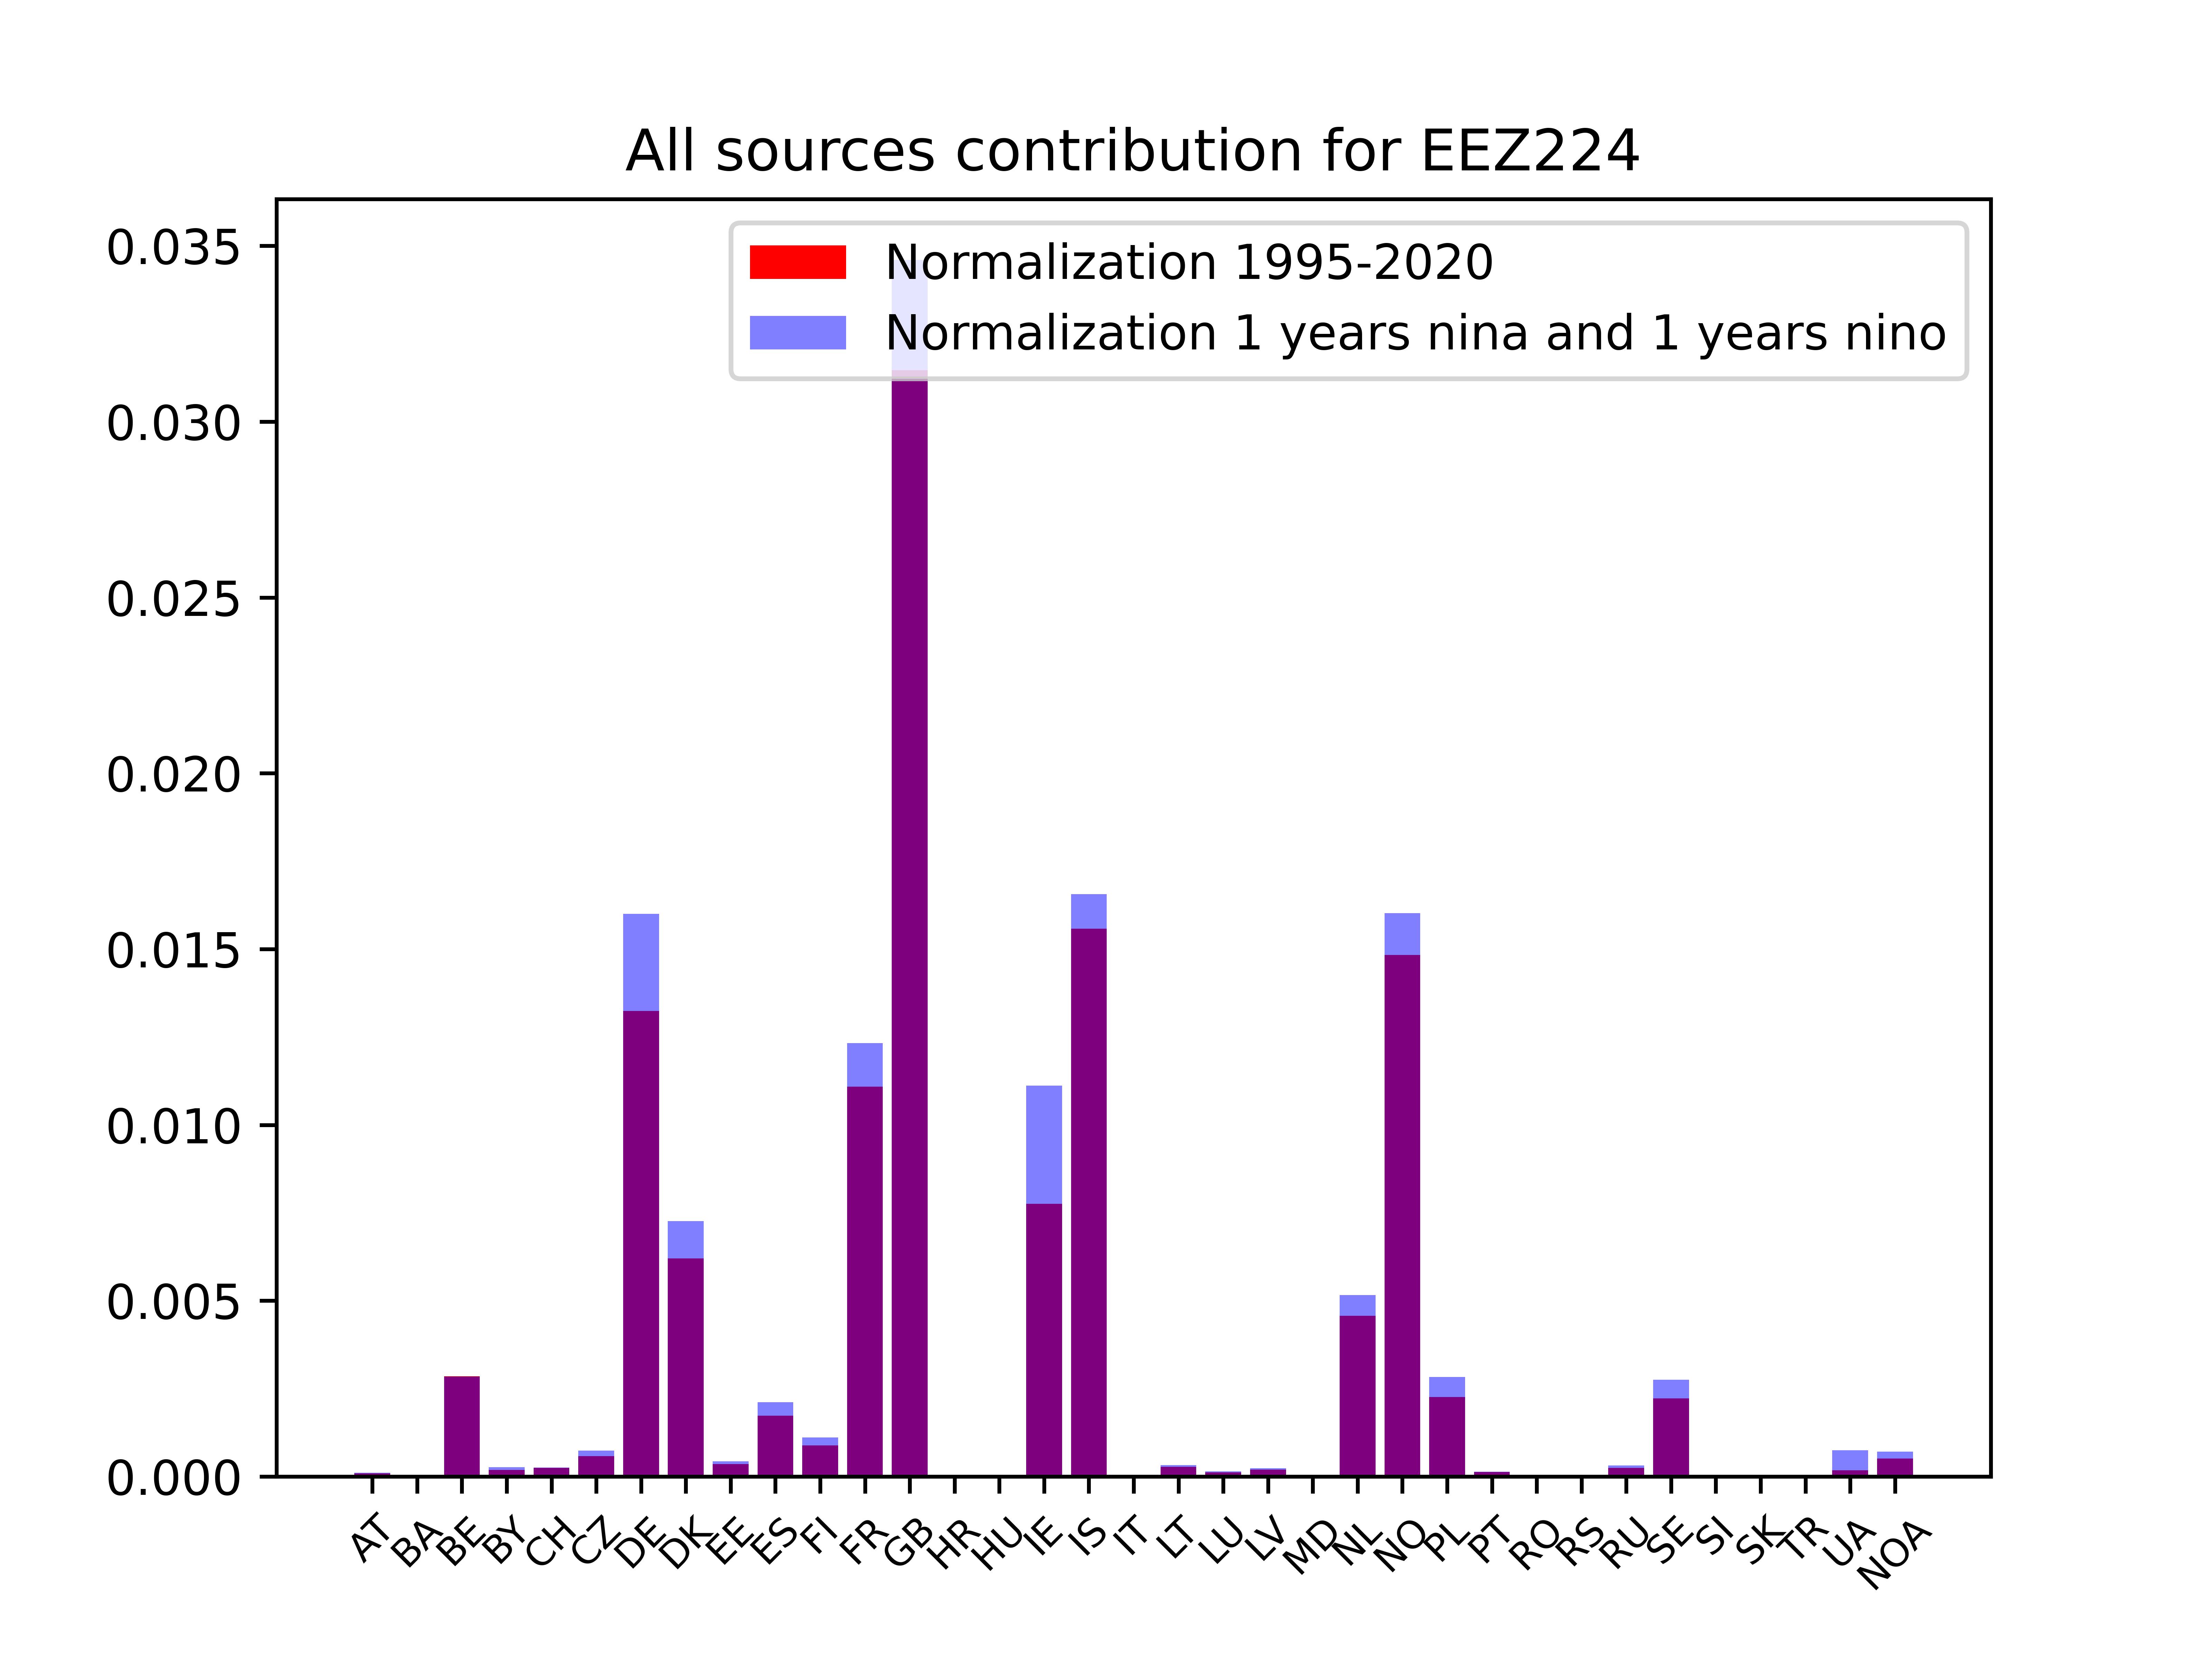 All sources contribution for EEZ224
Normalization 1995-2020
Normalization 1 years nina and 1 years nino
0.035
0.030
0.025
0.020
0.015
0.010
0.005
0.000
AT BA BE BY CH CZ DE DK EE ES FI FR GB HR HU IE IS IT LT LU LV MD NL NO PL PT RO RS RU SE SI SK TR UA NOA